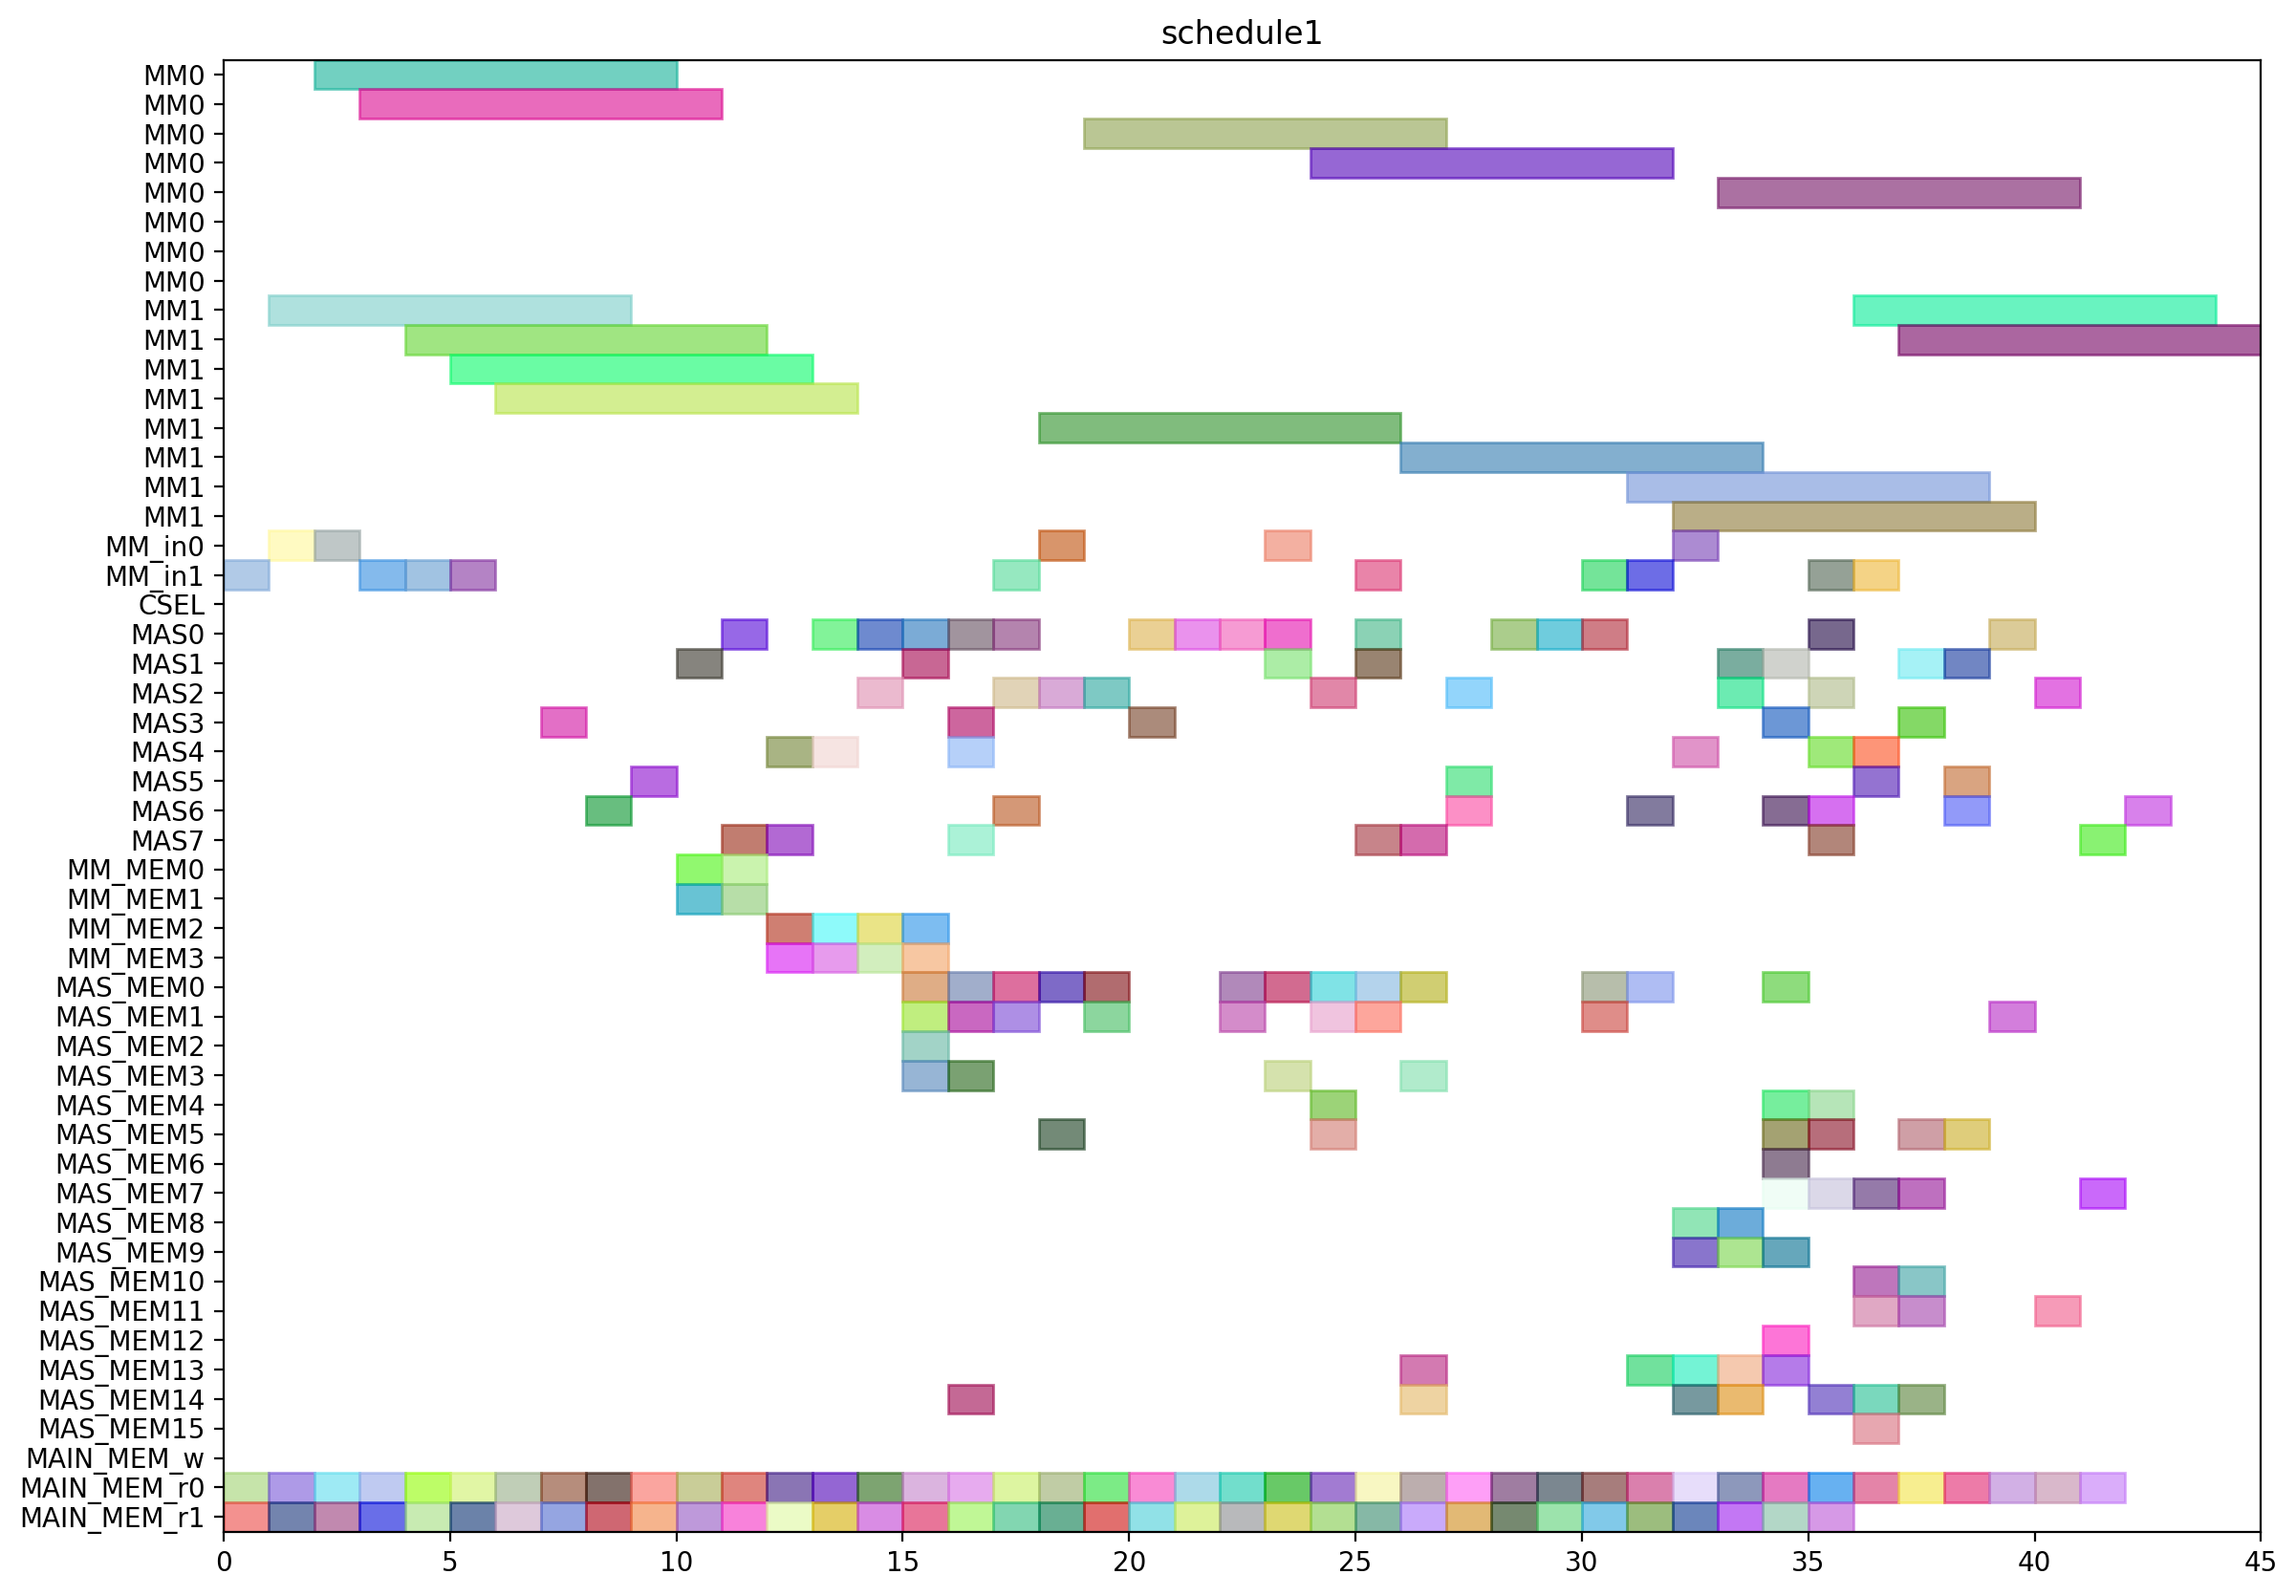 schedule1
MM0
MM0
MM0
MM0
MM0
MM0
MM0
MM0
MM1
MM1
MM1
MM1
MM1
MM1
MM1
MM1
MM_in0
MM_in1
CSEL
MAS0
MAS1
MAS2
MAS3
MAS4
MAS5
MAS6
MAS7
MM_MEM0
MM_MEM1
MM_MEM2
MM_MEM3
MAS_MEM0
MAS_MEM1
MAS_MEM2
MAS_MEM3
MAS_MEM4
MAS_MEM5
MAS_MEM6
MAS_MEM7
MAS_MEM8
MAS_MEM9
MAS_MEM10
MAS_MEM11
MAS_MEM12
MAS_MEM13
MAS_MEM14
MAS_MEM15
MAIN_MEM_w
MAIN_MEM_r0
MAIN_MEM_r1
0 5 10 15 20 25 30 35 40 45